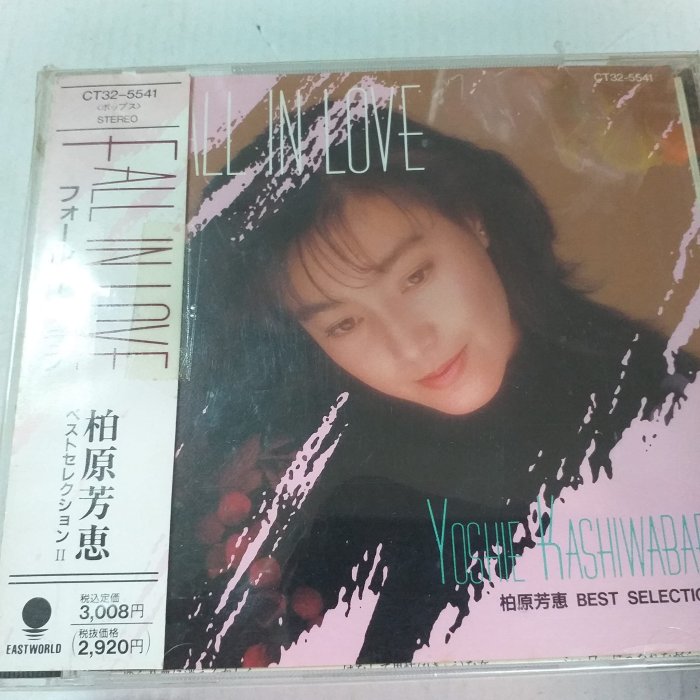 CT32-5541
〈ポップス〉
STEREO
FALL IN LOVE
フォー
柏原芳恵
ベストセレクションII
EASTWORLD
税込定価
3,008円
税抜価格
(2,920円)
CT32-5541
ALL IN LOVE
YOSHIE KASHIWABAR
柏原芳恵 BEST SELECTIO